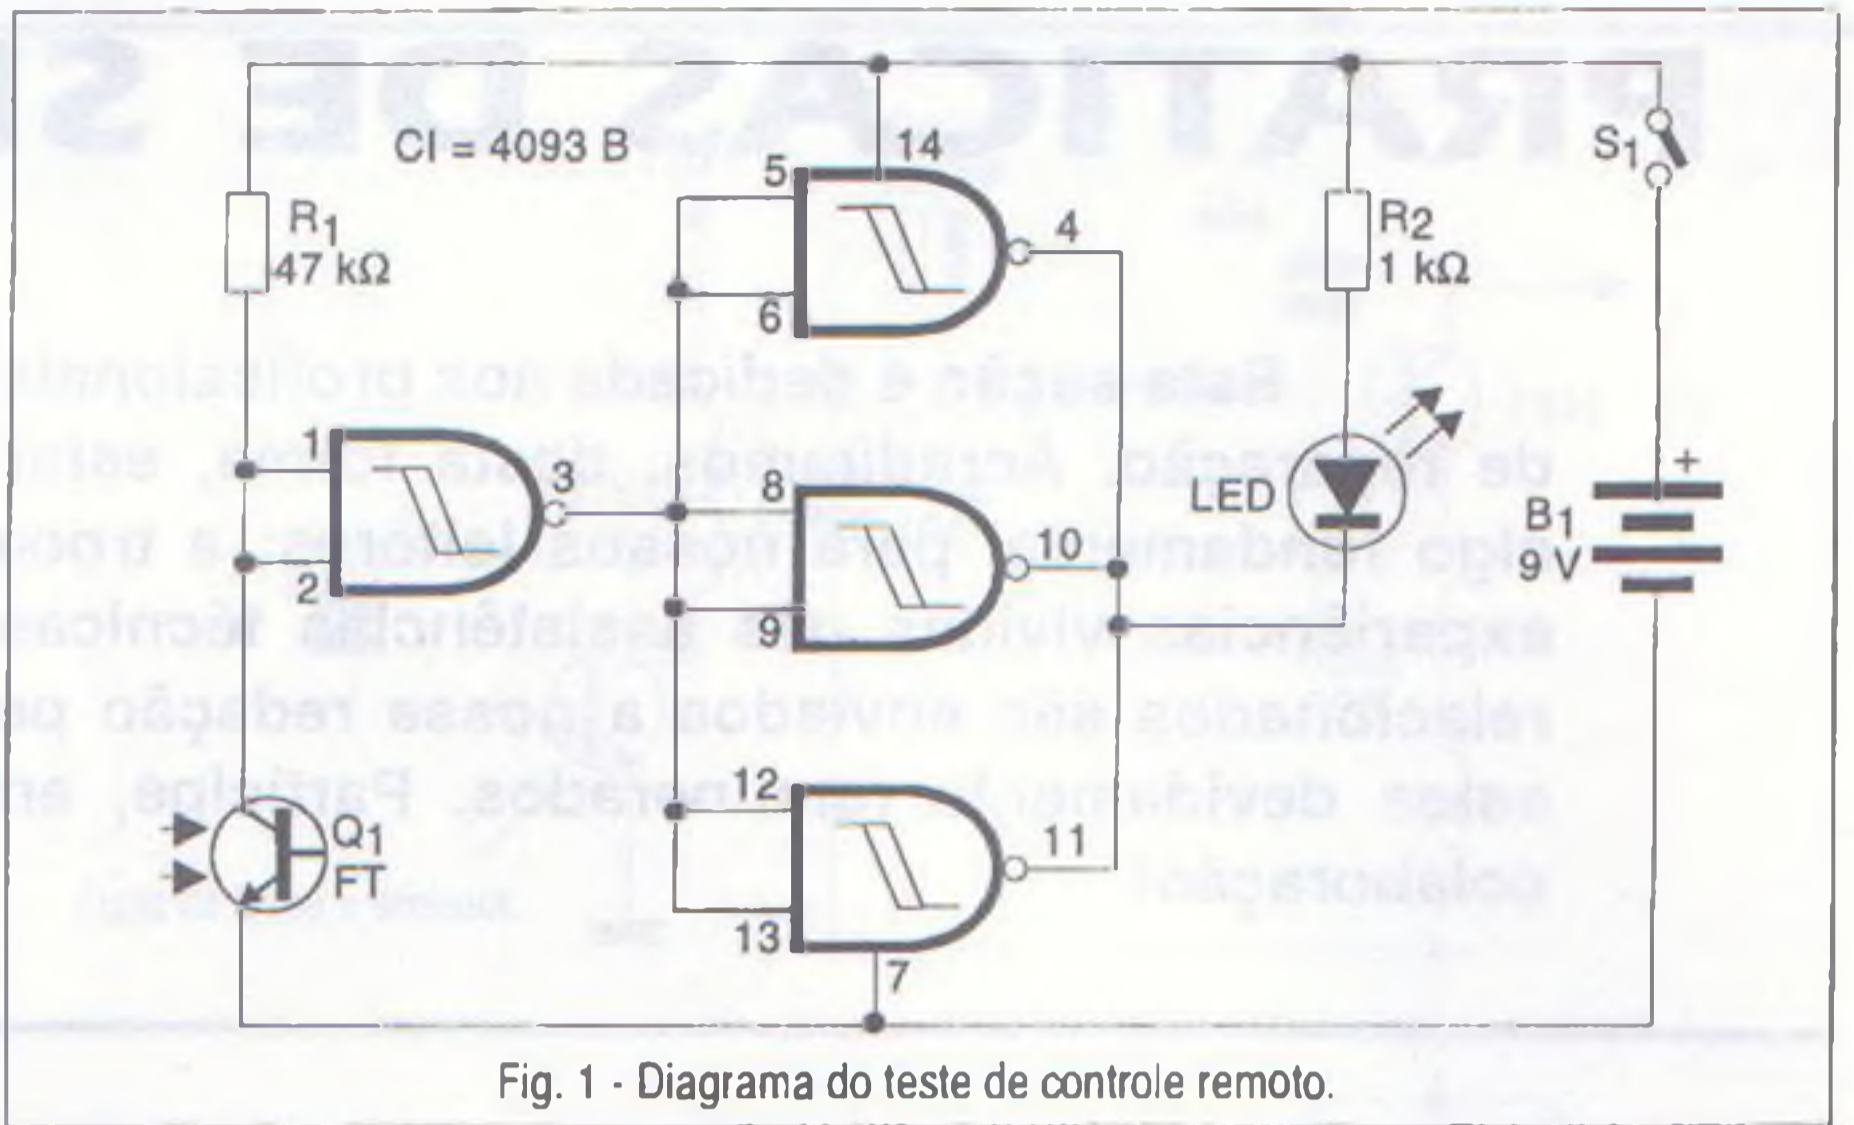 CI = 4093 B
14
5
6
4
R1
47 kΩ
R2
1 kΩ
S1
1
2
3
8
9
10
LED
+
B1
9 V
12
13
11
7
Q1
FT
Fig. 1 - Diagrama do teste de controle remoto.